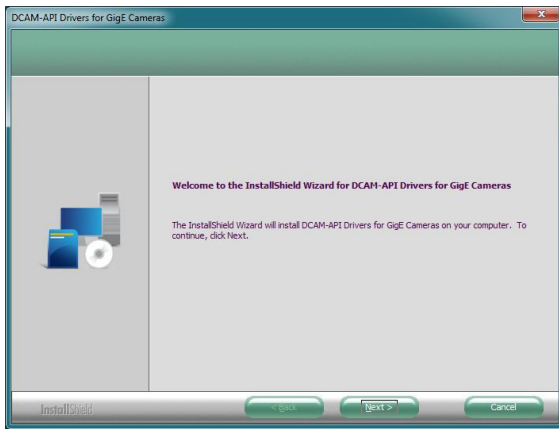 DCAM-API Drivers for GigE Cameras
Welcome to the InstallShield Wizard for DCAM-API Drivers for GigE Cameras
The InstallShield Wizard will install DCAM-API Drivers for GigE Cameras on your computer. To
continue, click Next.
InstallShield
< Back
Next >
Cancel